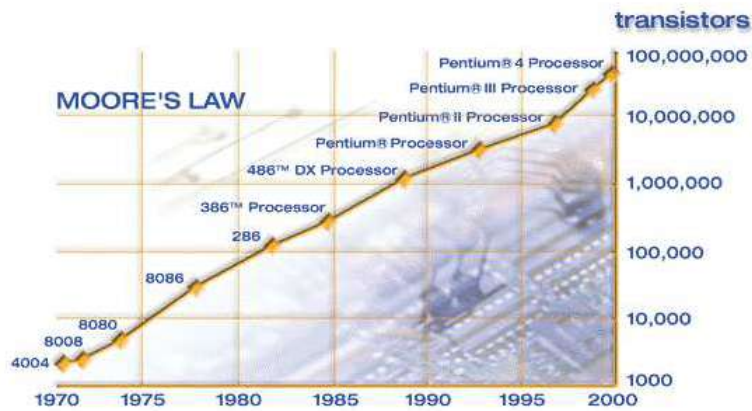 transistors
100,000,000
Pentium® 4 Processor
Pentium® III Processor
MOORE'S LAW
10,000,000
Pentium® II Processor
Pentium® Processor
486™ DX Processor
1,000,000
386™ Processor
286
100,000
8086
8080
10,000
8008
4004
1000
1970 1975 1980 1985 1990 1995 2000